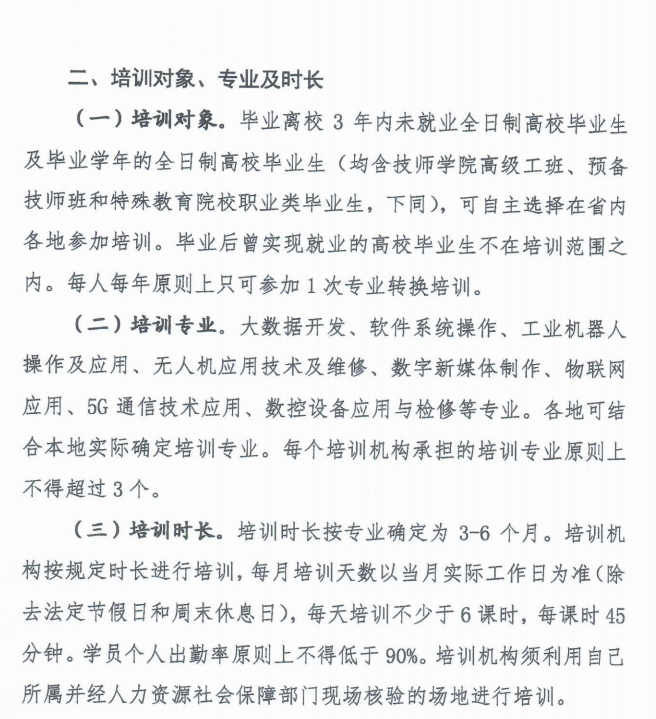 二、培训对象、专业及时长
（一）培训对象。毕业离校 3 年内未就业全日制高校毕业生
及毕业学年的全日制高校毕业生（均含技师学院高级工班、预备
技师班和特殊教育院校职业类毕业生，下同），可自主选择在省内
各地参加培训。毕业后曾实现就业的高校毕业生不在培训范围之
内。每人每年原则上只可参加 1 次专业转换培训。
（二）培训专业。大数据开发、软件系统操作、工业机器人
操作及应用、无人机应用技术及维修、数字新媒体制作、物联网
应用、5G 通信技术应用、数控设备应用与检修等专业。各地可结
合本地实际确定培训专业。每个培训机构承担的培训专业原则上
不得超过 3 个。
（三）培训时长。培训时长按专业确定为 3-6 个月。培训机
构按规定时长进行培训，每月培训天数以当月实际工作日为准（除
去法定节假日和周末休息日），每天培训不少于 6 课时，每课时 45
分钟。学员个人出勤率原则上不得低于 90%。培训机构须利用自己
所属并经人力资源社会保障部门现场核验的场地进行培训。